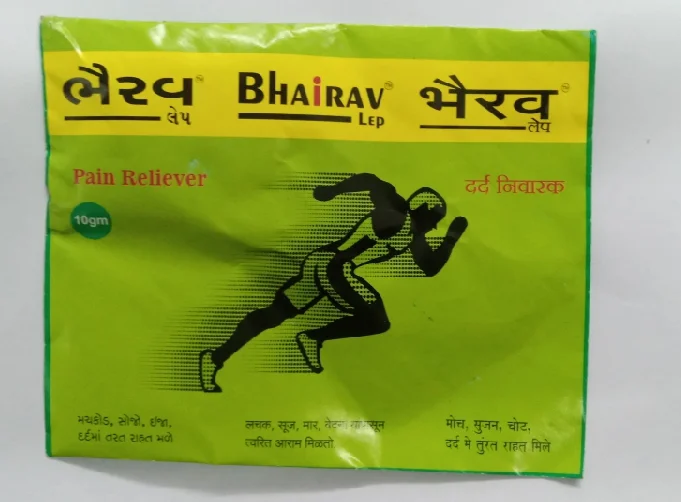 ભૈરવ
લેપ
BHAIRAV
LEP
भैरव
लेप
Pain Reliever
दर्द निवारक
10gm
મચકોડ, સોજો, ઇજા,
દર્દમાં તરત રાહત મળે
लचक, सूज, मार,
त्वरित आराम मिळतो
मोच, सुजन, चोट,
दर्द मे तुंरत राहत मिले